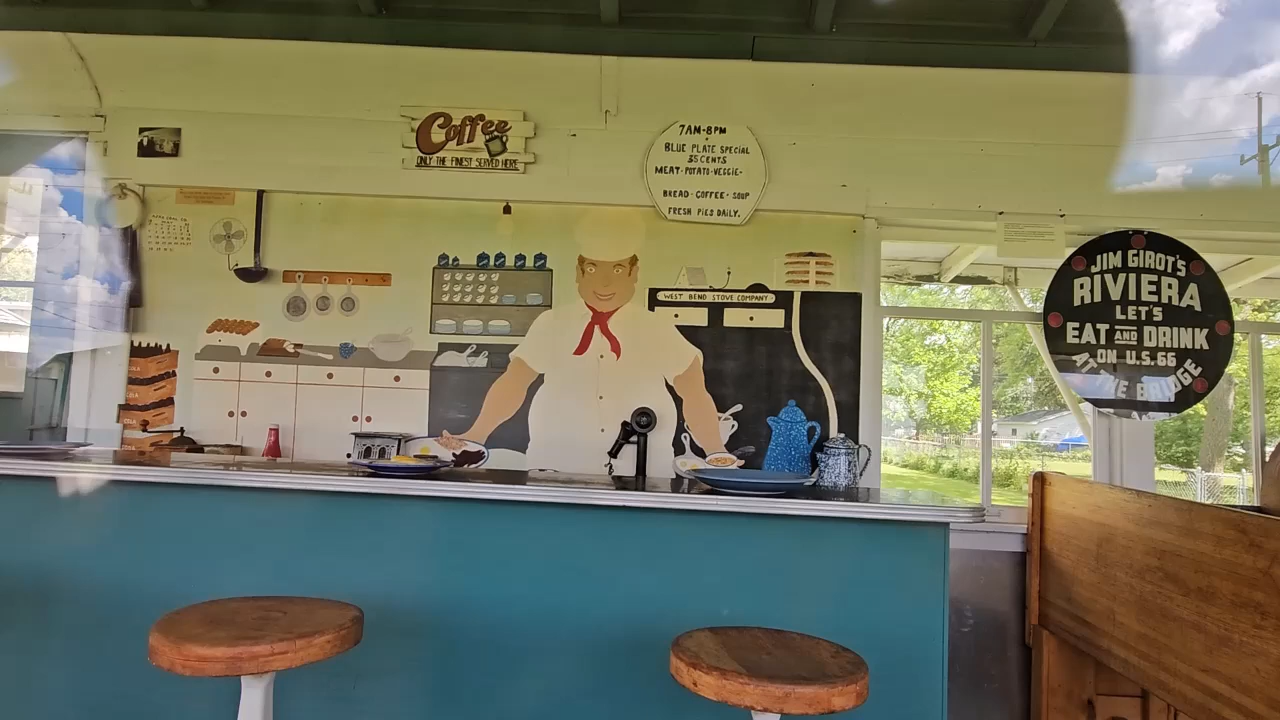 Coffee
ONLY THE FINEST SERVED HERE
7AM-8PM
BLUE PLATE SPECIAL
35 CENTS
MEAT-POTATO-VEGGIE-
BREAD-COFFEE-SOUP
FRESH PIES DAILY.
WEST BEND STOVE COMPANY
JIM GIROT'S
RIVIERA
LET'S
EAT AND DRINK
ON U.S.66
AT THE BRIDGE
COLA
COLA